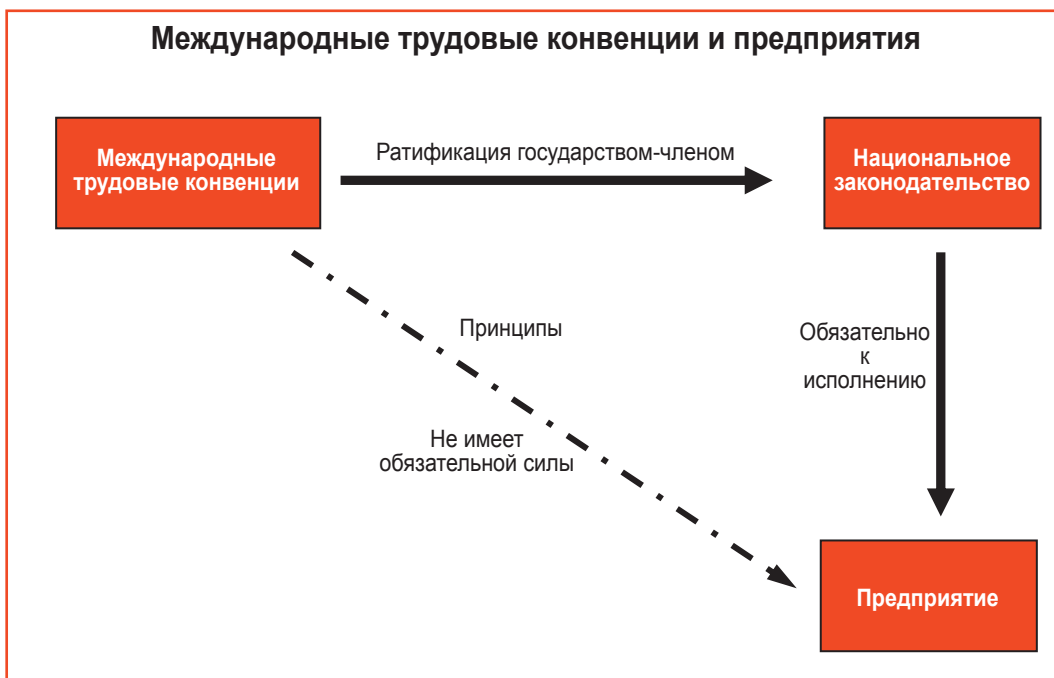 Международные трудовые конвенции и предприятия
Международные
трудовые конвенции
Ратификация государством-членом
Национальное
законодательство
Принципы
Обязательно
к
исполнению
Не имеет
обязательной силы
Предприятие